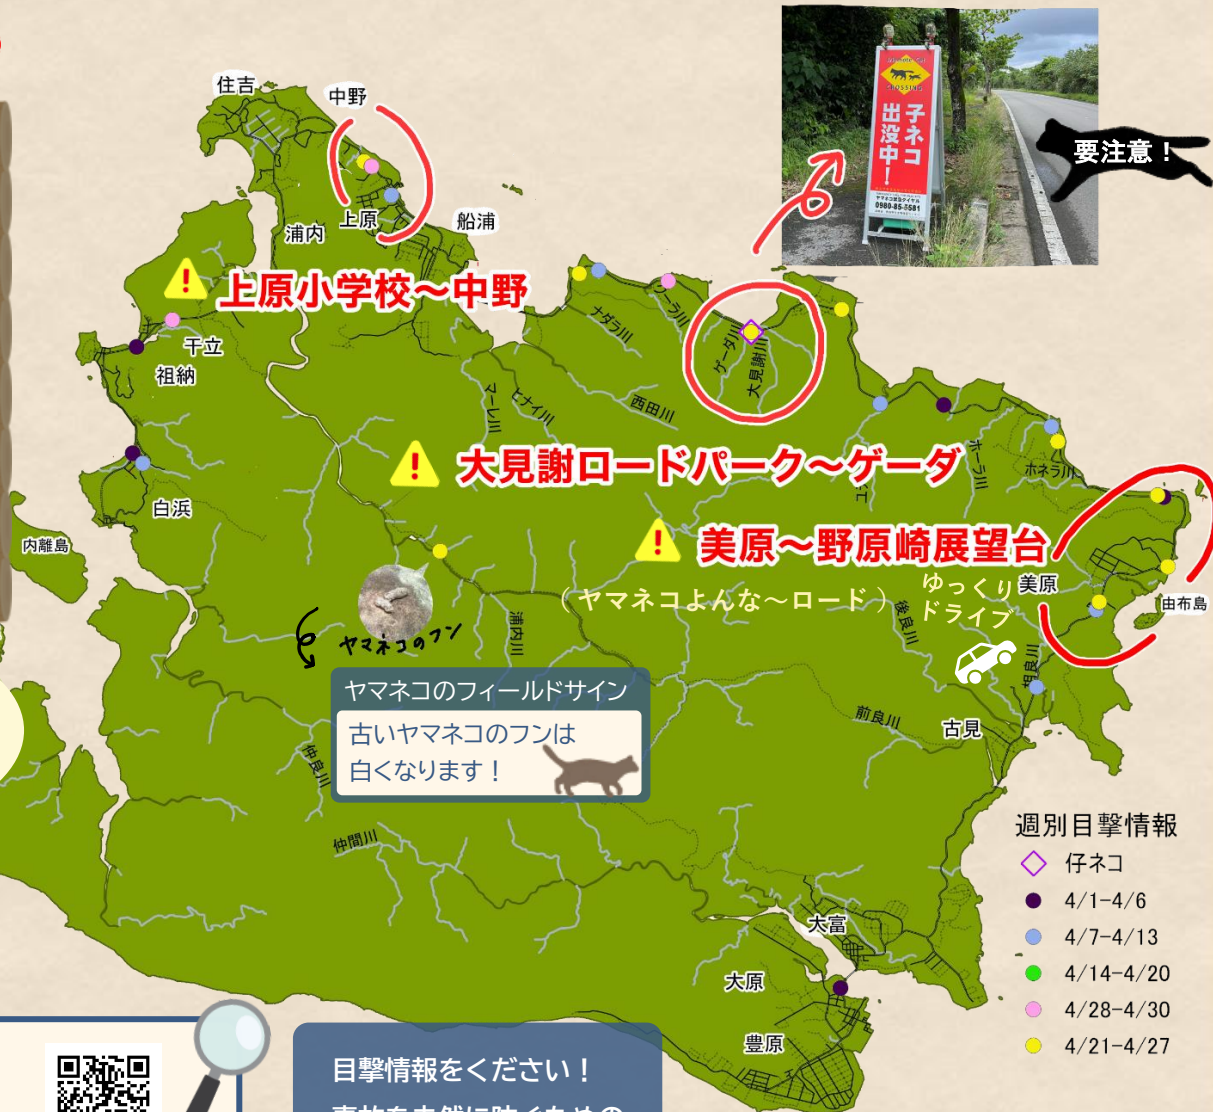 住吉
中野
上原
浦内
船浦
上原小学校～中野
干立
祖納
白浜
内離島
子ネコ
出没中！
CROSSING
0980-85-5581
要注意！
ナダラ川
ゲーダ川
大見謝川
マーレ川
ヒナイ川
西田川
大見謝ロードパーク～ゲーダ
ホーラ川
ホネラ川
美原～野原崎展望台
（ヤマネコよんな～ロード）
ゆっくり
ドライブ
美原
由布島
後良川
相良川
古見
前良川
浦内川
仲良川
仲間川
ヤマネコのフン
ヤマネコのフィールドサイン
古いヤマネコのフンは
白くなります！
大富
大原
豊原
週別目撃情報
仔ネコ
4/1-4/6
4/7-4/13
4/14-4/20
4/28-4/30
4/21-4/27
目撃情報をください！